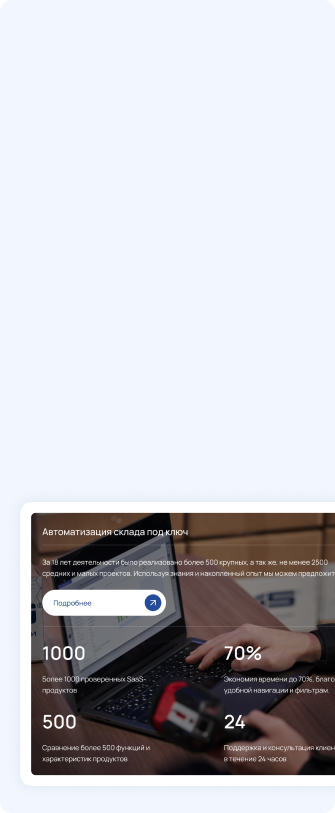 Автоматизация склада под ключ
За 18 лет деятельности было реализовано более 500 крупных, а так же, не менее 2500
средних и малых проектов. Используя знания и накопленный опыт мы можем предложит
Подробнее
1000
70%
Более 1000 проверенных SaaS-
продуктов
Экономия времени до 70%, благо
удобной навигации и фильтрам
500
24
Сравнение более 500 функций и
характеристик продуктов
Поддержка и консультация клиен
в течение 24 часов